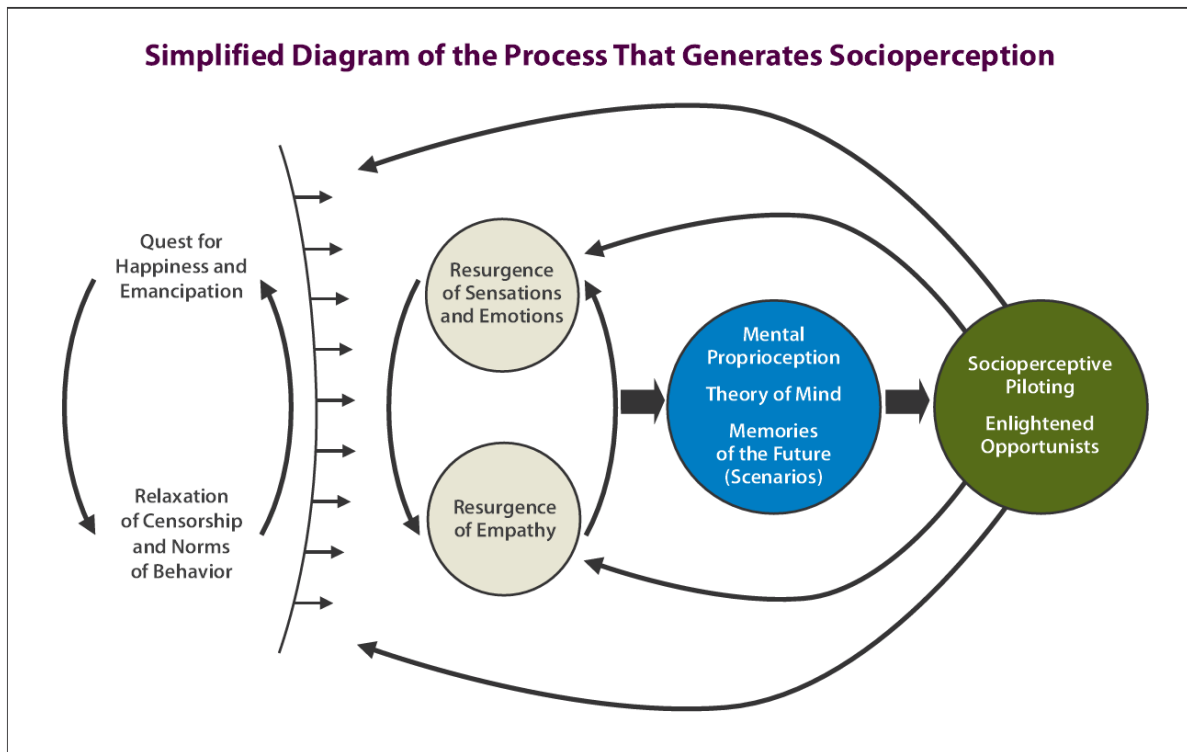 Simplified Diagram of the Process That Generates Socioperception
Quest for
Happiness and
Emancipation
Relaxation
of Censorship
and Norms
of Behavior
Resurgence
of Sensations
and Emotions
Resurgence
of Empathy
Mental
Proprioception
Theory of Mind
Memories
of the Future
(Scenarios)
Socioperceptive
Piloting
Enlightened
Opportunists